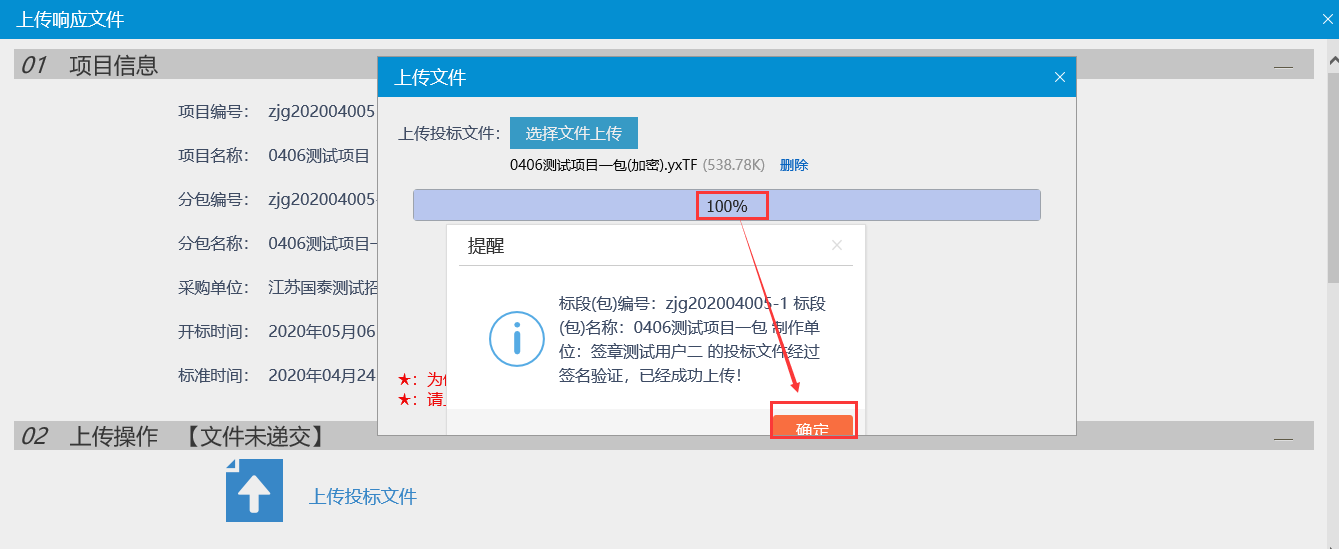 上传响应文件
01 项目信息
上传文件
项目编号： zjg202004005
上传投标文件： 选择文件上传
项目名称： 0406测试项目
0406测试项目一包(加密).yxTF (538.78K) 删除
分包编号： zjg202004005-
100%
分包名称： 0406测试项目一
提醒
采购单位： 江苏国泰测试招
标段(包)编号：zjg202004005-1 标段
(包)名称：0406测试项目一包 制作单
位：签章测试用户二 的投标文件经过
签名验证，已经成功上传！
开标时间： 2020年05月06
标准时间： 2020年04月24
★：为
★：请
确定
02 上传操作 【文件未递交】
上传投标文件